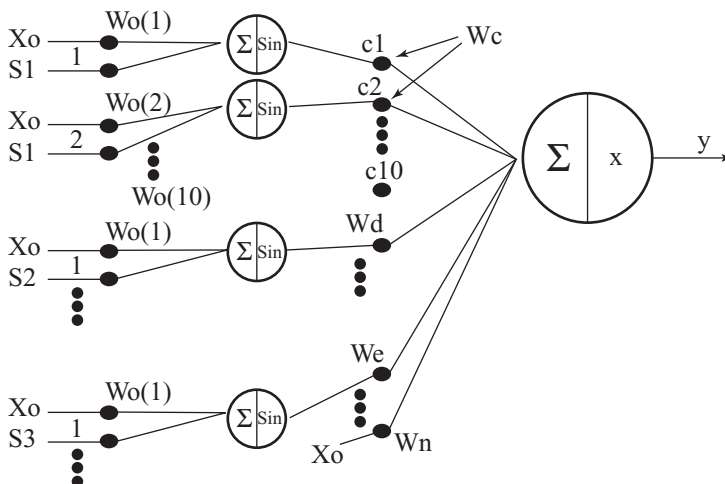 Xo Wo(1) Σ Sin c1 Wc
S1 1
Xo Wo(2) Σ Sin c2
S1 2
Wo(10) c10
Σ x y
Xo Wo(1) Σ Sin Wd
S2 1
We
Xo Wo(1) Σ Sin
S3 1
Xo Wn